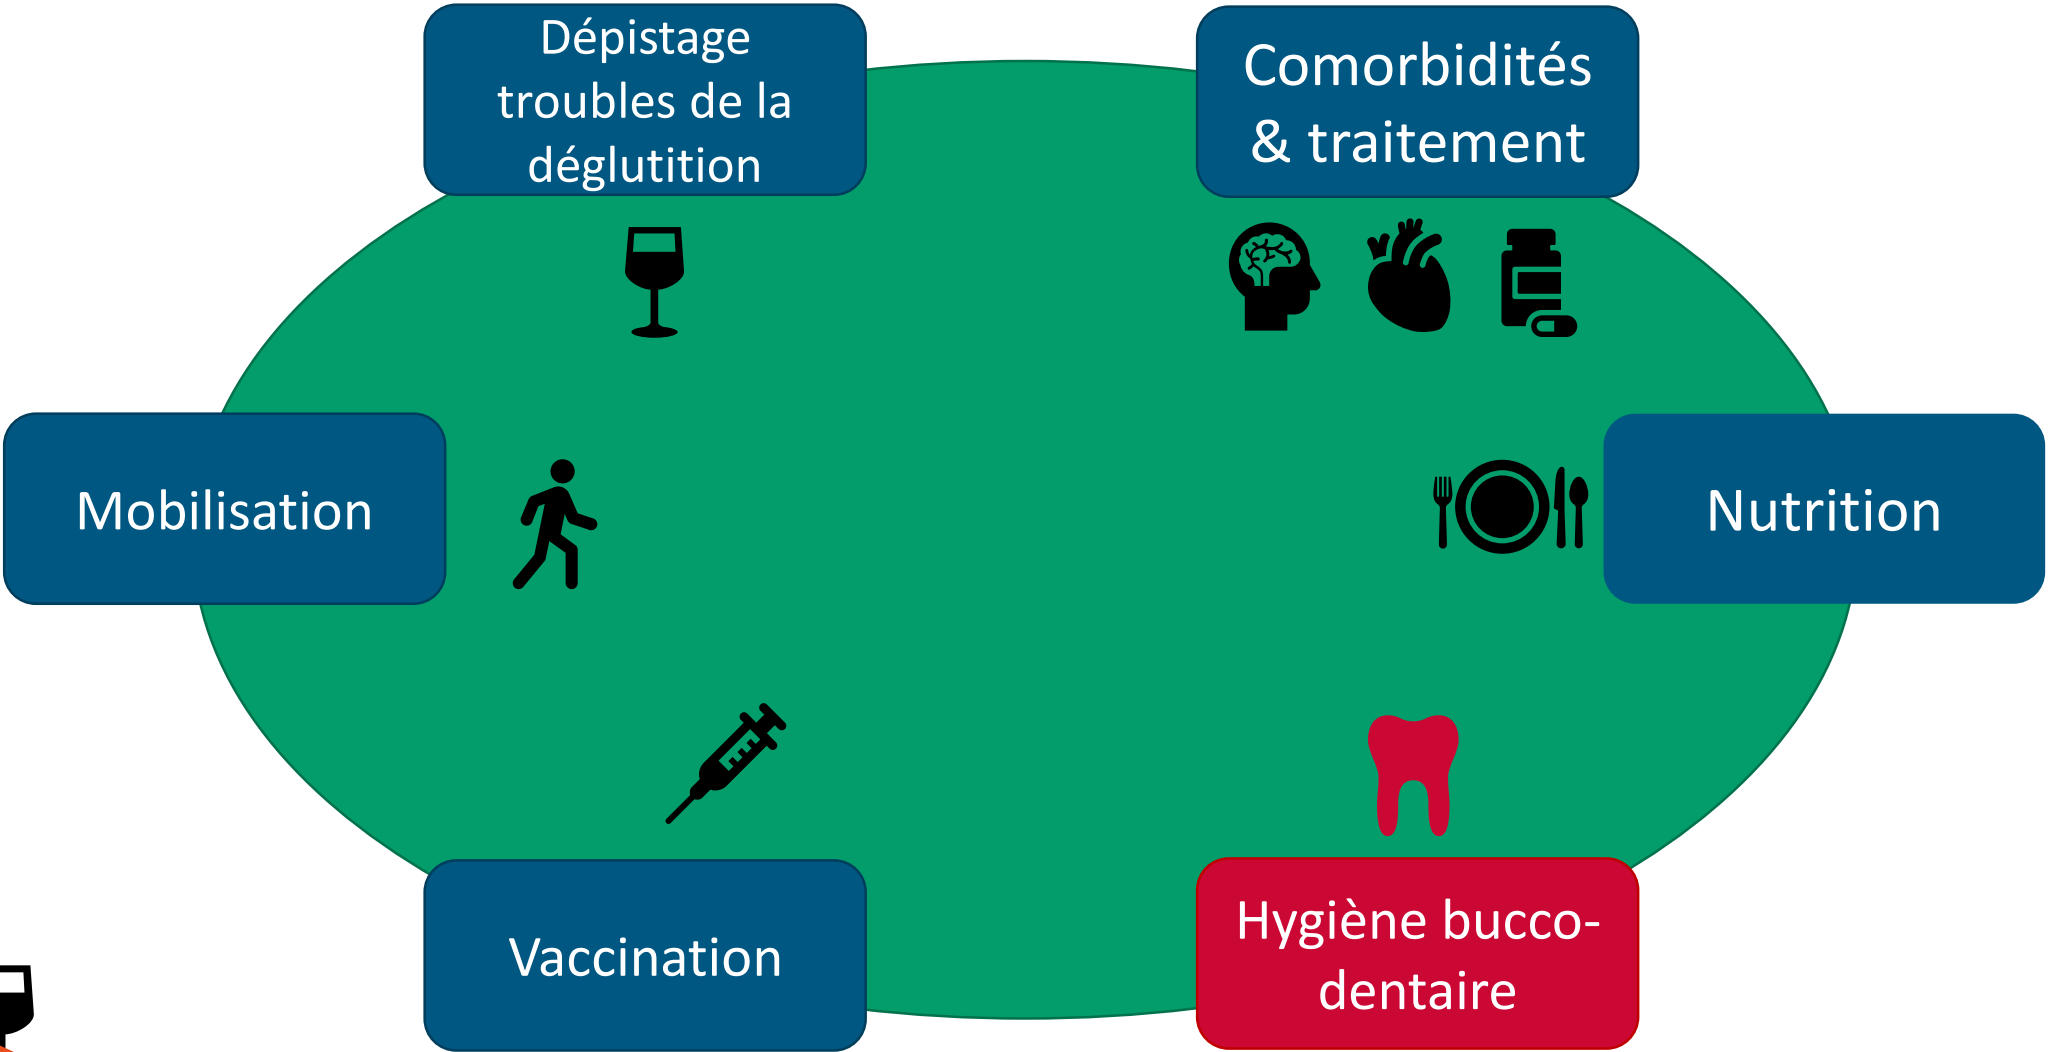 Dépistage
troubles de la
déglutition
Comorbidités
& traitement
Mobilisation
Nutrition
Vaccination
Hygiène bucco-
dentaire